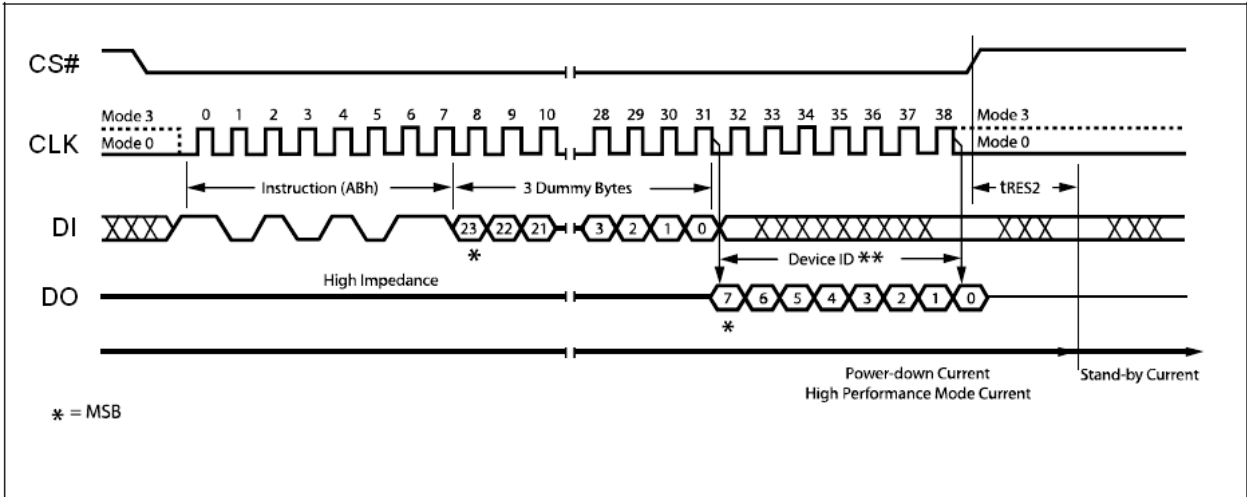 CS#
Mode 3 0 1 2 3 4 5 6 7 8 9 10 28 29 30 31 32 33 34 35 36 37 38 Mode 3
CLK Mode 0 Mode 0
Instruction (ABh) 3 Dummy Bytes tRES2
DI 23 22 21 3 2 1 0
* Device ID **
High Impedance
DO 7 6 5 4 3 2 1 0
*
Power-down Current Stand-by Current
High Performance Mode Current
* = MSB